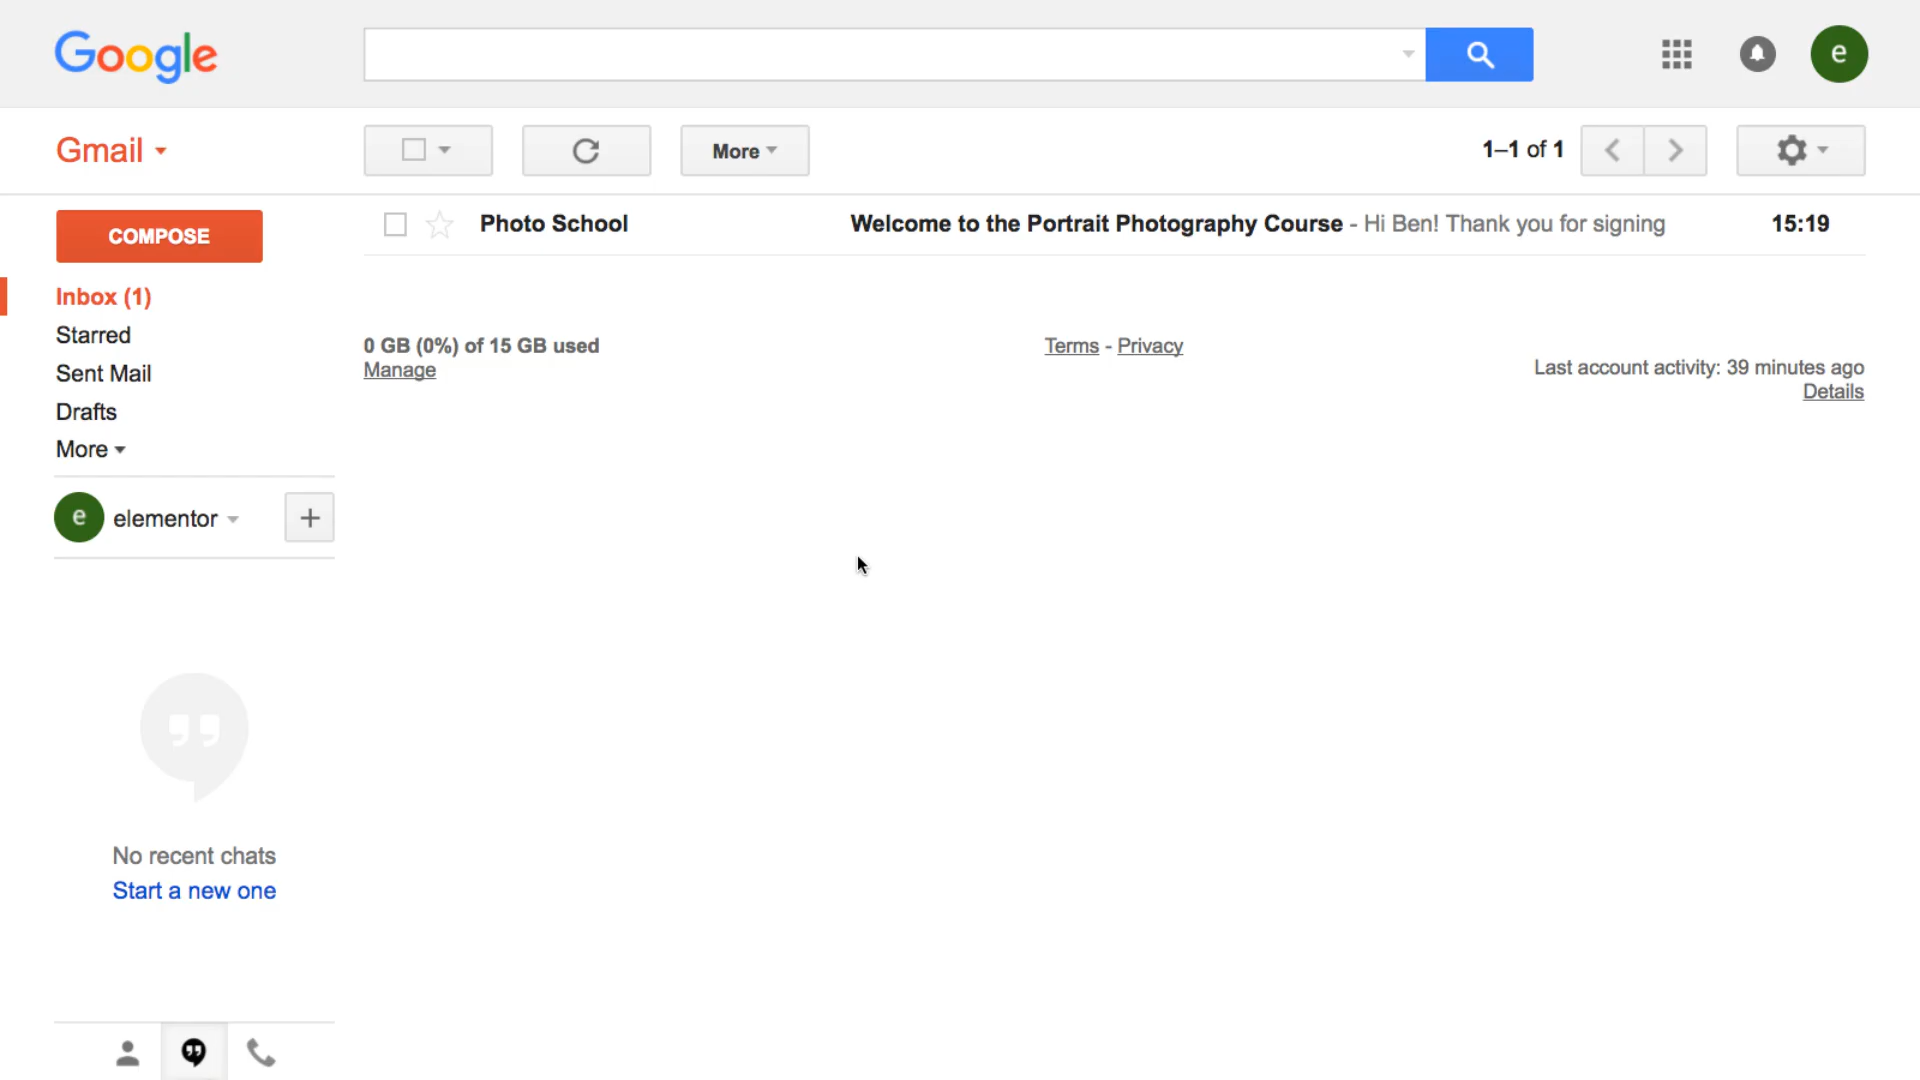 Google
e
Gmail
More
1–1 of 1
COMPOSE
Photo School
Welcome to the Portrait Photography Course - Hi Ben! Thank you for signing
15:19
Inbox (1)
Starred
Sent Mail
Drafts
More
0 GB (0%) of 15 GB used
Manage
Terms - Privacy
Last account activity: 39 minutes ago
Details
e
elementor
No recent chats
Start a new one